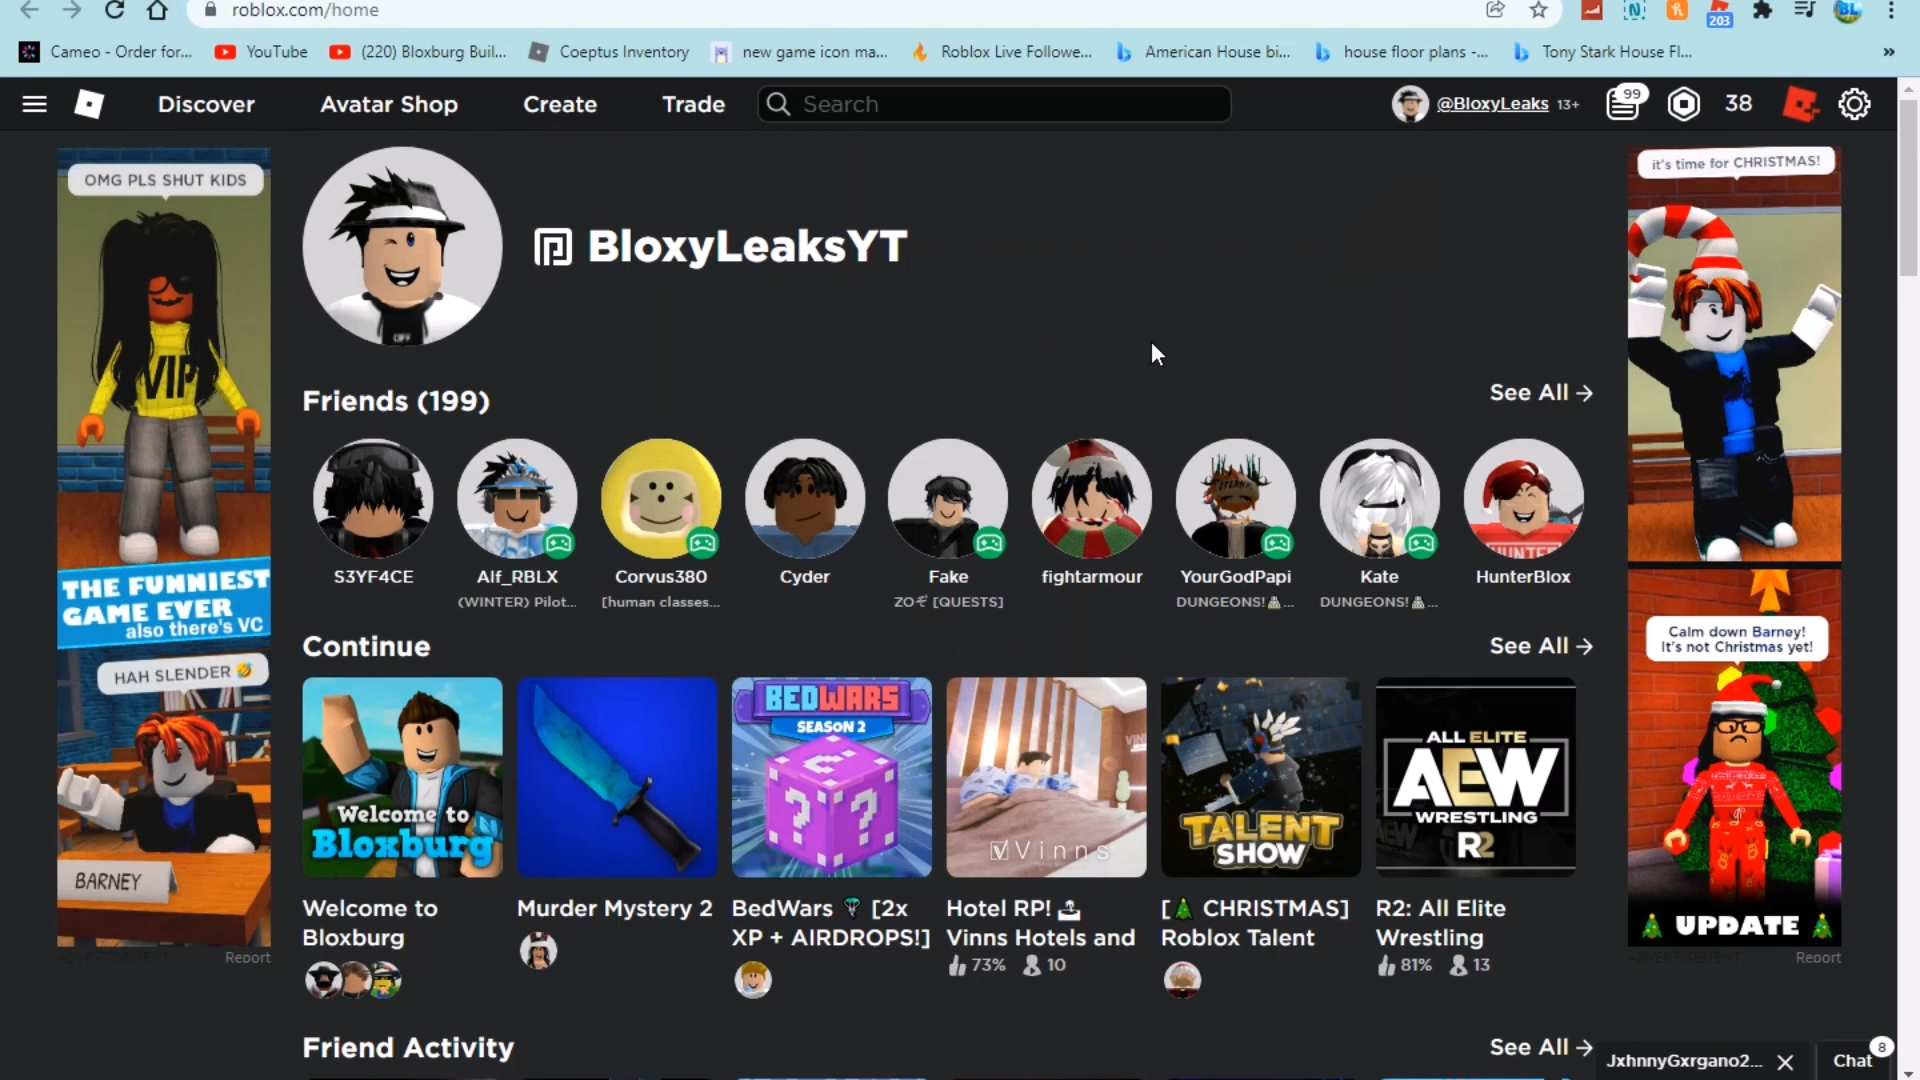 roblox.com/home
203
BL
Cameo - Order for...
YouTube
(220) Bloxburg Buil...
Coeptus Inventory
new game icon ma...
Roblox Live Followe...
American House bi...
house floor plans -...
Tony Stark House Fl...
»
Discover
Avatar Shop
Create
Trade
Search
@BloxyLeaks 13+
99
38
OMG PLS SHUT KIDS
VIP
THE FUNNIEST
GAME EVER
also there's VC
HAH SLENDER 🤣
BARNEY
ADVERTISEMENT
Report
BloxyLeaksYT
Friends (199)
See All →
S3YF4CE
Alf_RBLX
(WINTER) Pilot...
Corvus380
[human classes...
Cyder
Fake
[QUESTS]
fightarmour
YourGodPapi
DUNGEONS!🎄...
Kate
DUNGEONS!🎄...
HUNTER
HunterBlox
Continue
See All →
Welcome to
Bloxburg
BEDWARS
SEASON 2
? ?
Vinns
TALENT
SHOW
ALL ELITE
AEW
WRESTLING
R2
Welcome to
Bloxburg
Murder Mystery 2
BedWars [2x
XP + AIRDROPS!]
Hotel RP!
Vinns Hotels and
73% 10
[🎄 CHRISTMAS]
Roblox Talent
R2: All Elite
Wrestling
81% 13
Friend Activity
See All →
it's time for CHRISTMAS!
Calm down Barney!
It's not Christmas yet!
🎄 UPDATE 🎄
ADVERTISEMENT
Report
JxhnnyGxrgano2...
Chat
8